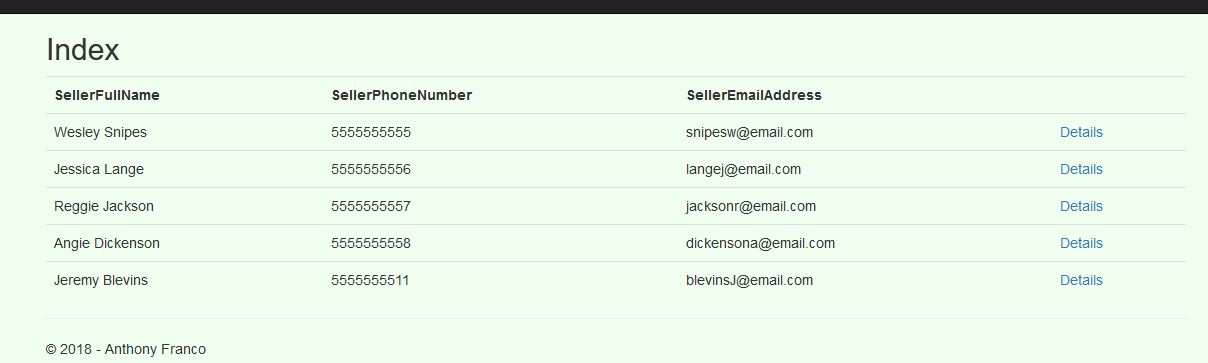 Index
SellerFullName SellerPhoneNumber SellerEmailAddress
Wesley Snipes 5555555555 snipesw@email.com Details
Jessica Lange 5555555556 langej@email.com Details
Reggie Jackson 5555555557 jacksonr@email.com Details
Angie Dickenson 5555555558 dickensona@email.com Details
Jeremy Blevins 5555555511 blevinsJ@email.com Details
© 2018 - Anthony Franco